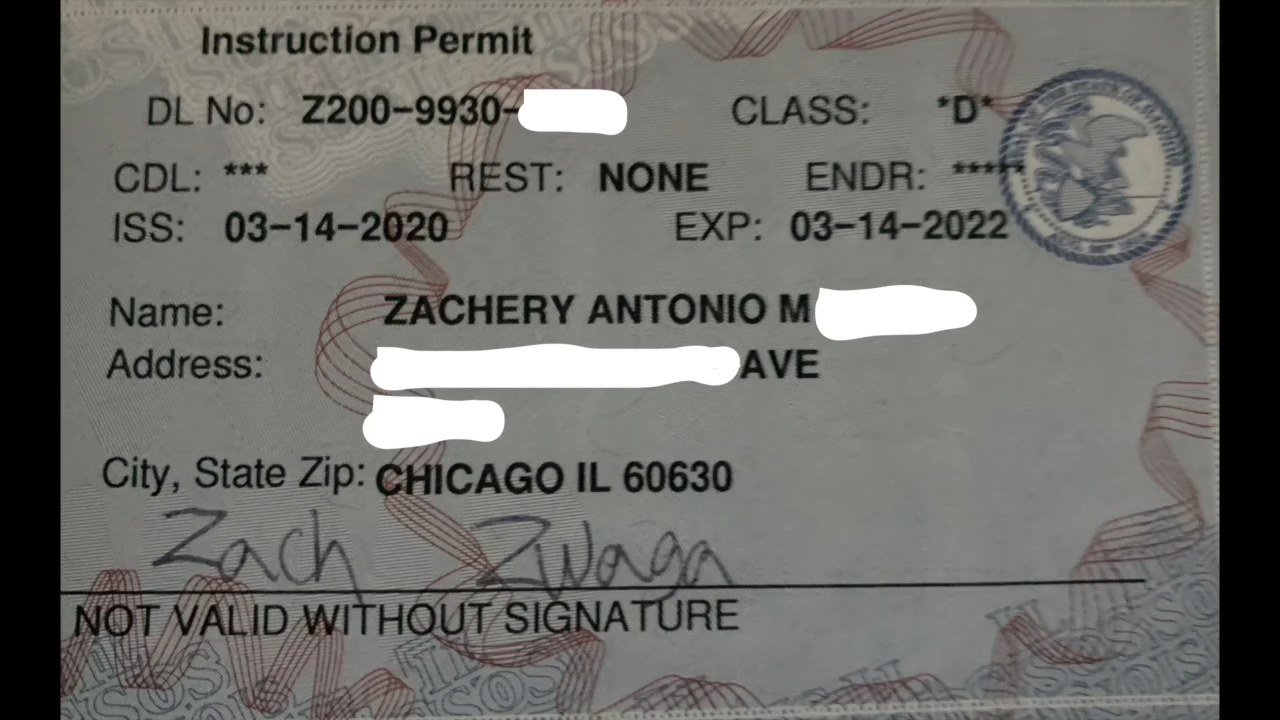 Instruction Permit
DL No: Z200-9930- CLASS: *D*
CDL: *** REST: NONE ENDR: *****
ISS: 03-14-2020 EXP: 03-14-2022
Name: ZACHERY ANTONIO M
Address: AVE
City, State Zip: CHICAGO IL 60630
Zach Zwaga
NOT VALID WITHOUT SIGNATURE